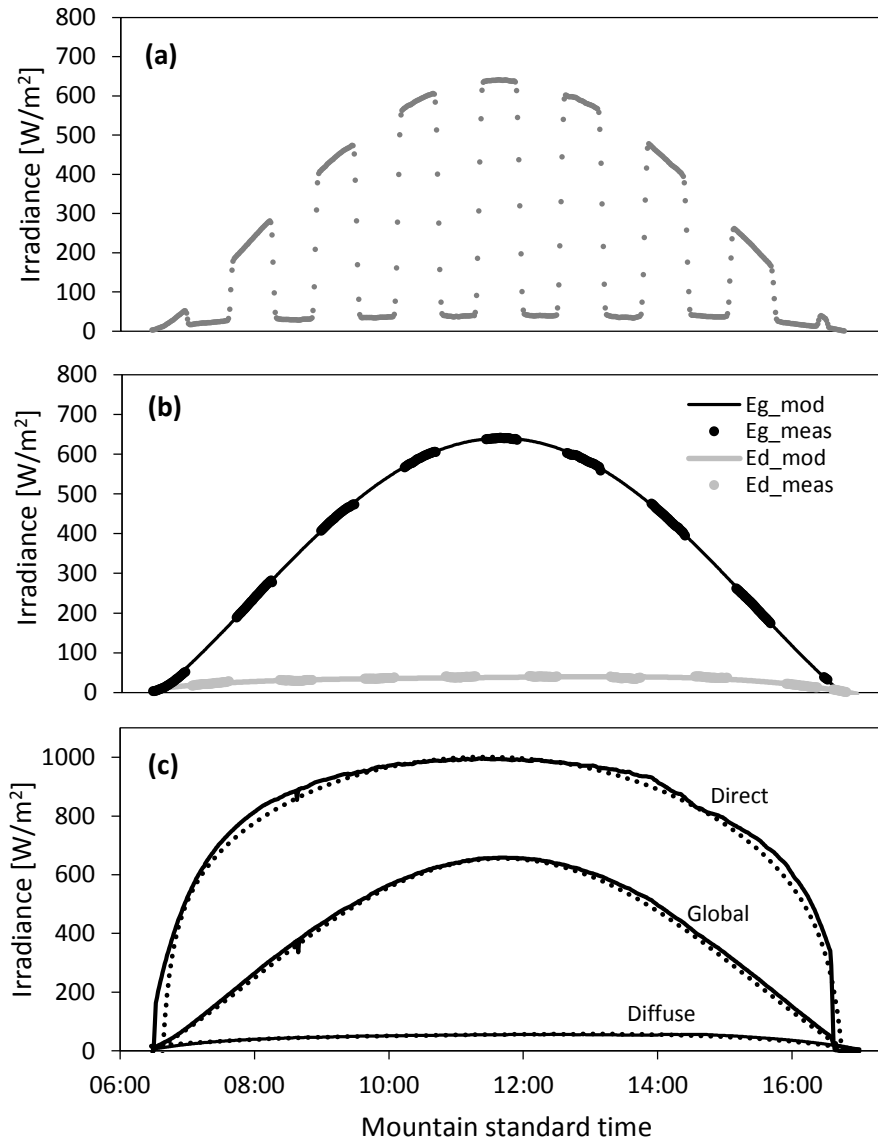 800
(a)
700
600
500
400
300
200
100
0
Irradiance [W/m²]
800
(b)
700
600
500
400
300
200
100
0
Irradiance [W/m²]
Eg_mod
Eg_meas
Ed_mod
Ed_meas
1000
(c)
800
600
400
200
0
Irradiance [W/m²]
Direct
Global
Diffuse
06:00 08:00 10:00 12:00 14:00 16:00
Mountain standard time